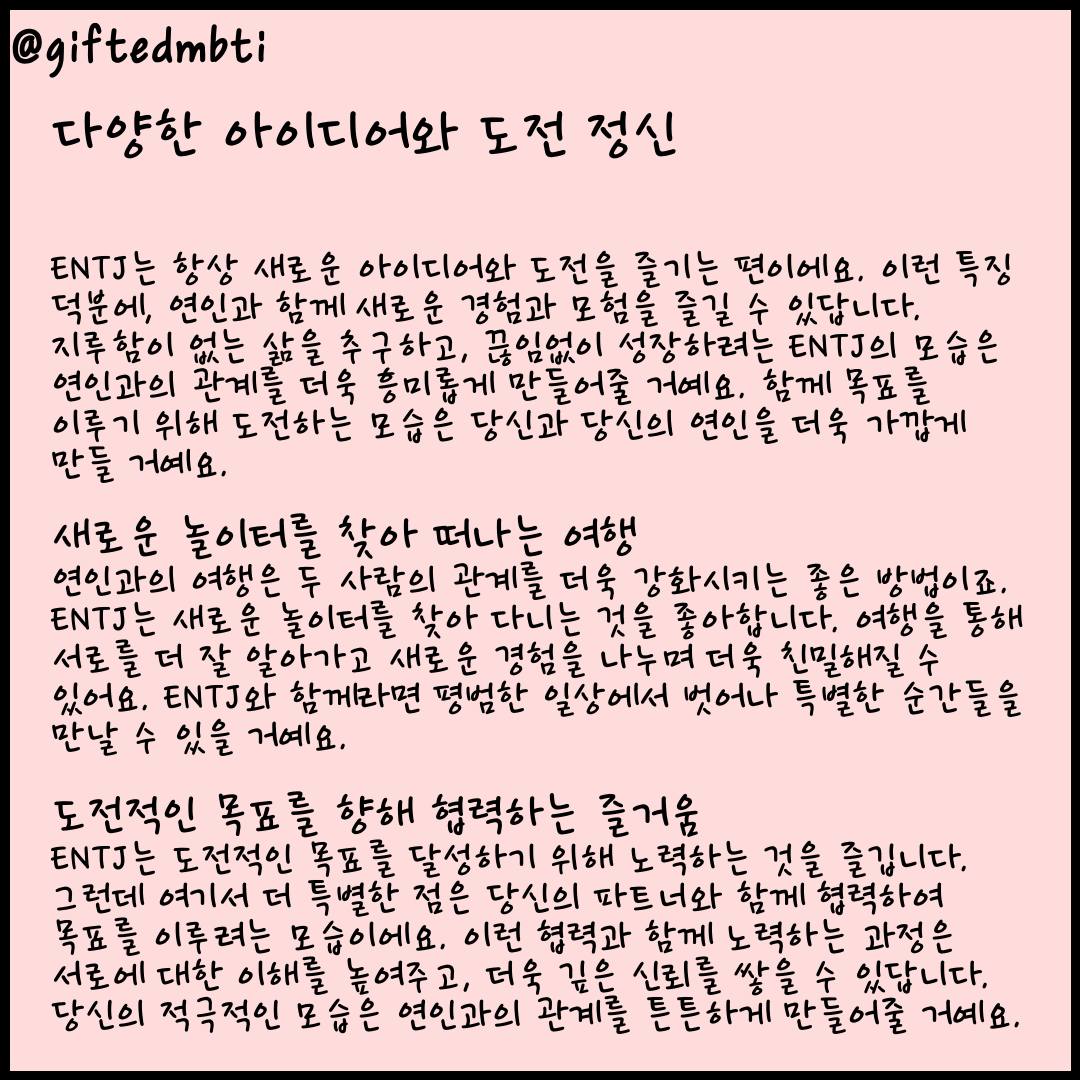 @giftedmbti
다양한 아이디어와 도전 정신
ENTJ는 항상 새로운 아이디어와 도전을 즐기는 편이에요. 이런 특징
덕분에, 연인과 함께 새로운 경험과 모험을 즐길 수 있답니다.
지루함이 없는 삶을 추구하고, 끊임없이 성장하려는 ENTJ의 모습은
연인과의 관계를 더욱 흥미롭게 만들어줄 거예요. 함께 목표를
이루기 위해 도전하는 모습은 당신과 당신의 연인을 더욱 가깝게
만들 거예요.
새로운 놀이터를 찾아 떠나는 여행
연인과의 여행은 두 사람의 관계를 더욱 강화시키는 좋은 방법이죠.
ENTJ는 새로운 놀이터를 찾아 다니는 것을 좋아합니다. 여행을 통해
서로를 더 잘 알아가고 새로운 경험을 나누며 더욱 친밀해질 수
있어요. ENTJ와 함께라면 평범한 일상에서 벗어나 특별한 순간들을
만날 수 있을 거예요.
도전적인 목표를 향해 협력하는 즐거움
ENTJ는 도전적인 목표를 달성하기 위해 노력하는 것을 즐깁니다.
그런데 여기서 더 특별한 점은 당신의 파트너와 함께 협력하여
목표를 이루려는 모습이에요. 이런 협력과 함께 노력하는 과정은
서로에 대한 이해를 높여주고, 더욱 깊은 신뢰를 쌓을 수 있답니다.
당신의 적극적인 모습은 연인과의 관계를 튼튼하게 만들어줄 거예요.